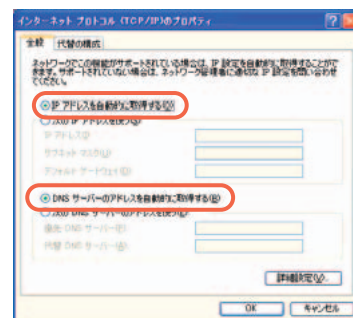 インターネット プロトコル (TCP/IP)のプロパティ
全般 代替の構成
ネットワークでこの機能がサポートされている場合は、IP 設定を自動的に取得することがで
きます。サポートされていない場合は、ネットワーク管理者に適切な IP 設定を問い合わせ
てください。
IP アドレスを自動的に取得する(O)
次の IP アドレスを使う(S)
IP アドレス(I)
サブネット マスク(U)
デフォルト ゲートウェイ(D)
DNS サーバーのアドレスを自動的に取得する(B)
次の DNS サーバーのアドレスを使う(E)
優先 DNS サーバー(P)
代替 DNS サーバー(A)
詳細設定(V)...
OK キャンセル